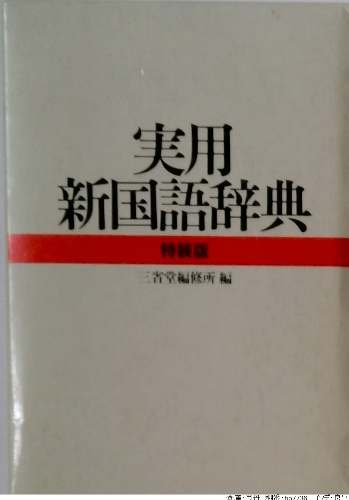 実用
新国語辞典
特装版
三省堂編修所 編